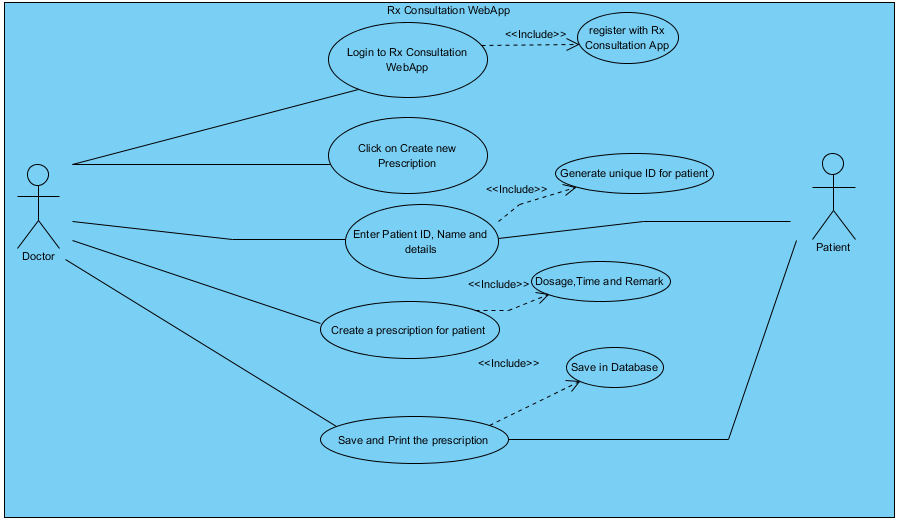 Rx Consultation WebApp
Login to Rx Consultation
WebApp
<<Include>>
register with Rx
Consultation App
Click on Create new
Prescription
<<Include>>
Generate unique ID for patient
Enter Patient ID, Name and
details
Doctor
Patient
<<Include>>
Dosage,Time and Remark
Create a prescription for patient
<<Include>>
Save in Database
Save and Print the prescription